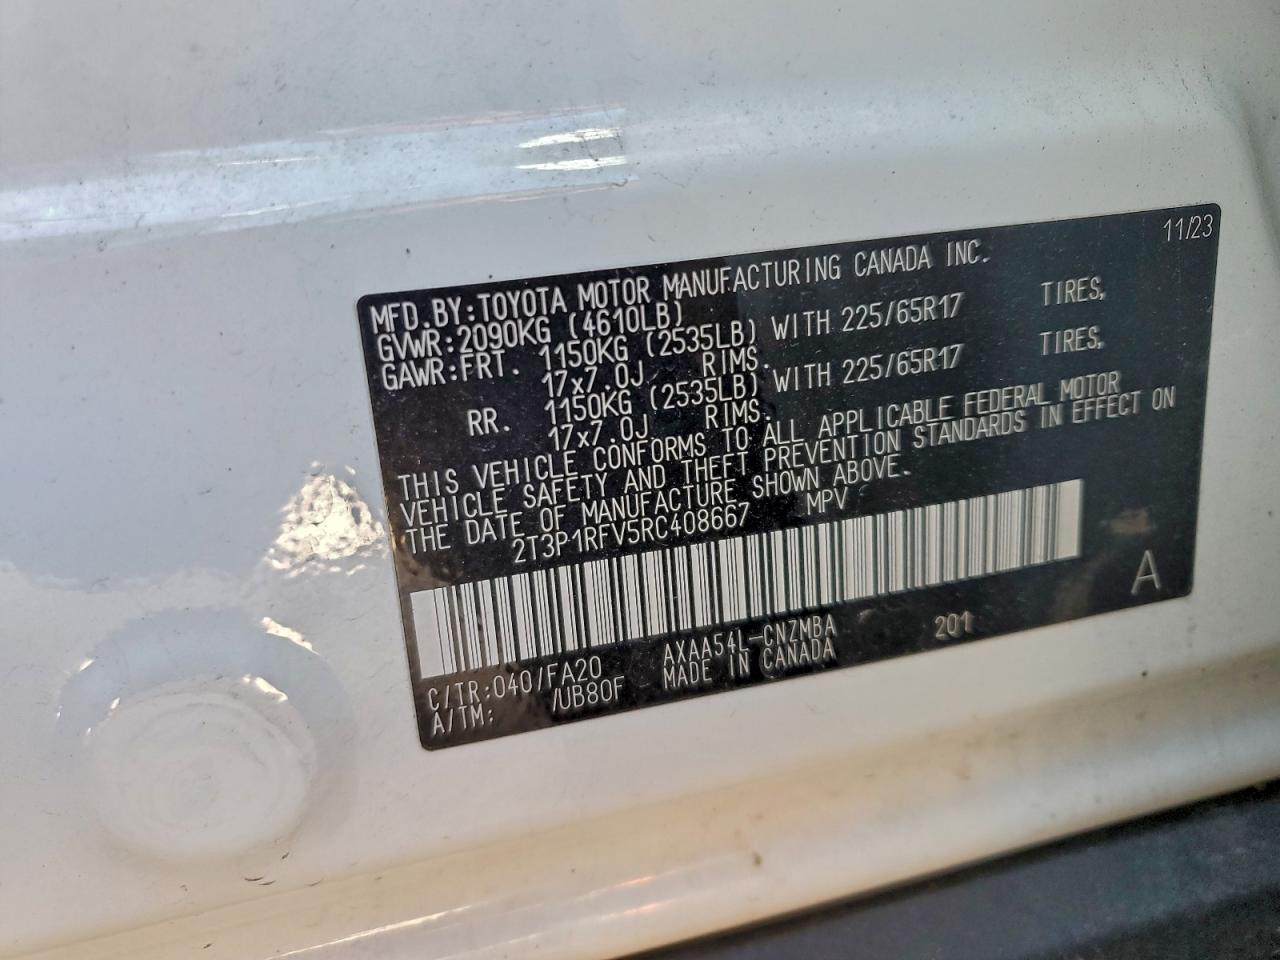 11/23
MFD.BY:TOYOTA MOTOR MANUFACTURING CANADA INC.
GVWR:2090KG (4610LB)
GAWR:FRT. 1150KG (2535LB) WITH 225/65R17 TIRES,
17x7.0J RIMS.
RR. 1150KG (2535LB) WITH 225/65R17 TIRES,
17x7.0J RIMS.
THIS VEHICLE CONFORMS TO ALL APPLICABLE FEDERAL MOTOR
VEHICLE SAFETY AND THEFT PREVENTION STANDARDS IN EFFECT ON
THE DATE OF MANUFACTURE SHOWN ABOVE.
2T3P1RFV5RC408667 MPV
A
C/TR:040/FA20 AXAA54L-CNZMBA 201
A/TM: /UB80F MADE IN CANADA